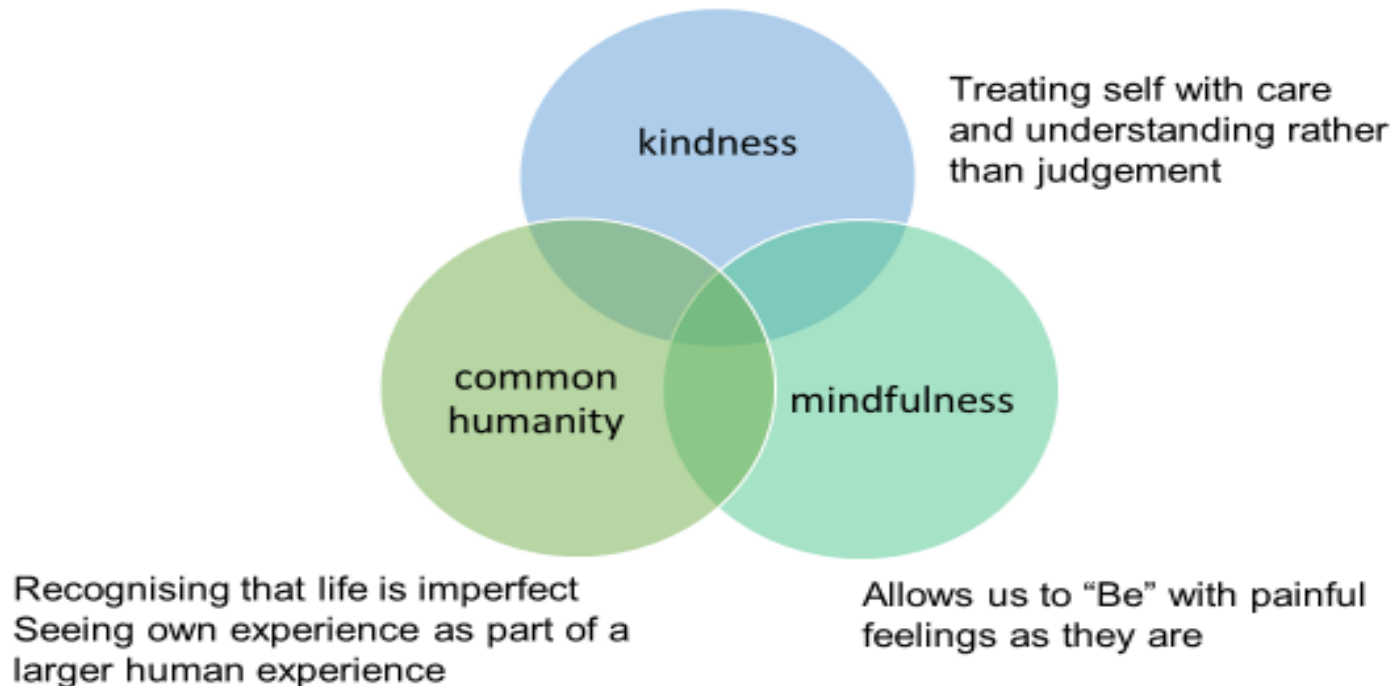 kindness
Treating self with care
and understanding rather
than judgement
common
humanity
mindfulness
Recognising that life is imperfect
Seeing own experience as part of a
larger human experience
Allows us to “Be” with painful
feelings as they are